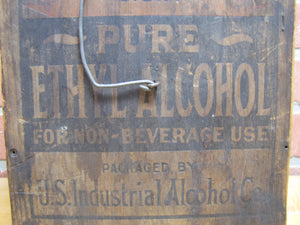 PURE
ETHYL ALCOHOL
FOR NON-BEVERAGE USE
PACKAGED BY
U.S. Industrial Alcohol Co.